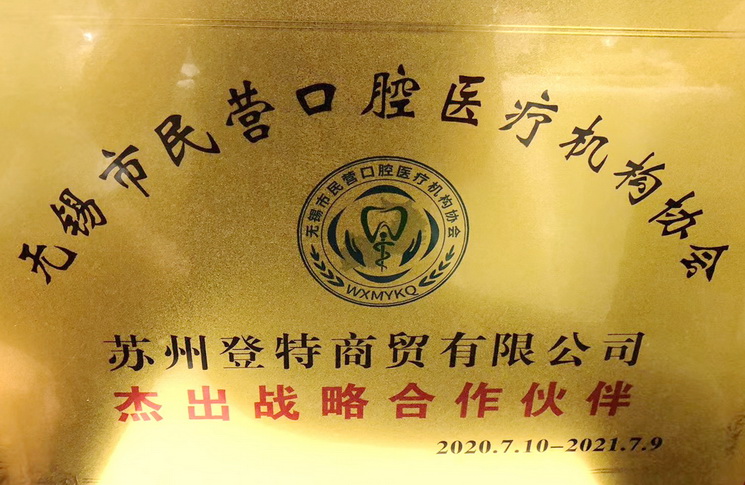 无锡市民营口腔医疗机构协会
无锡市民营口腔医疗机构协会
WXMYKQ
苏州登特商贸有限公司
杰出战略合作伙伴
2020.7.10-2021.7.9